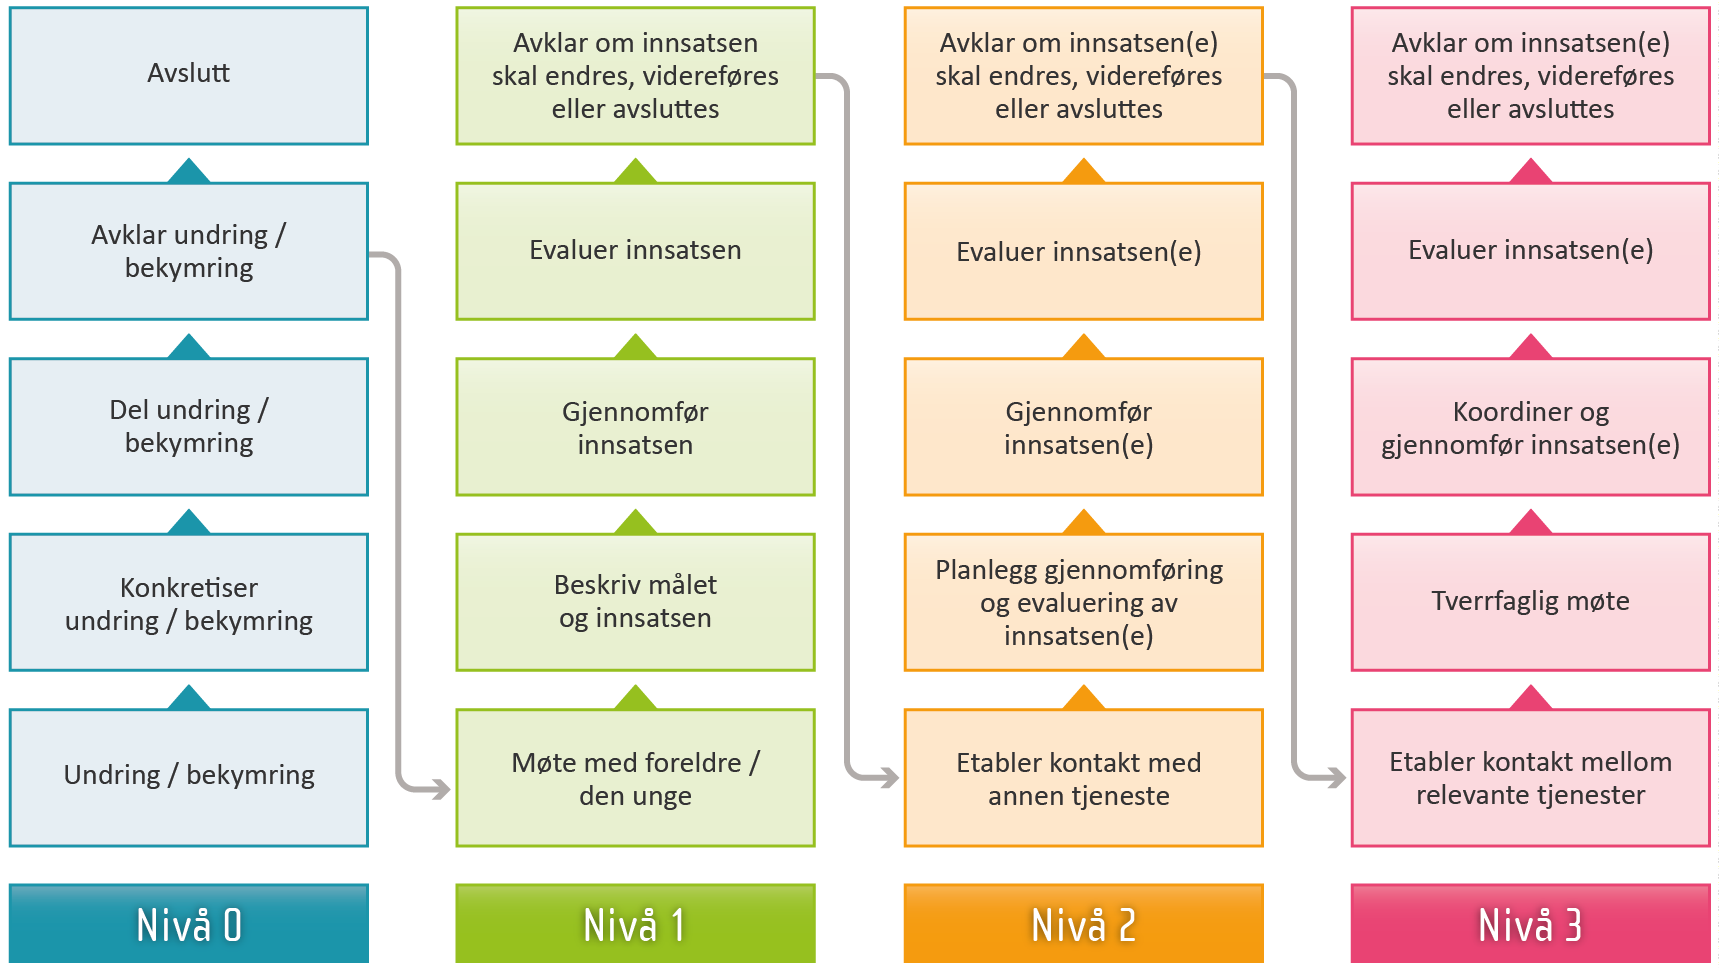 Avslutt
Avklar undring /
bekymring
Del undring /
bekymring
Konkretiser
undring / bekymring
Undring / bekymring
Nivå 0
Avklar om innsatsen
skal endres, videreføres
eller avsluttes
Evaluer innsatsen
Gjennomfør
innsatsen
Beskriv målet
og innsatsen
Møte med foreldre /
den unge
Nivå 1
Avklar om innsatsen(e)
skal endres, videreføres
eller avsluttes
Evaluer innsatsen(e)
Gjennomfør
innsatsen(e)
Planlegg gjennomføring
og evaluering av
innsatsen(e)
Etabler kontakt med
annen tjeneste
Nivå 2
Avklar om innsatsen(e)
skal endres, videreføres
eller avsluttes
Evaluer innsatsen(e)
Koordiner og
gjennomfør innsatsen(e)
Tverrfaglig møte
Etabler kontakt mellom
relevante tjenester
Nivå 3